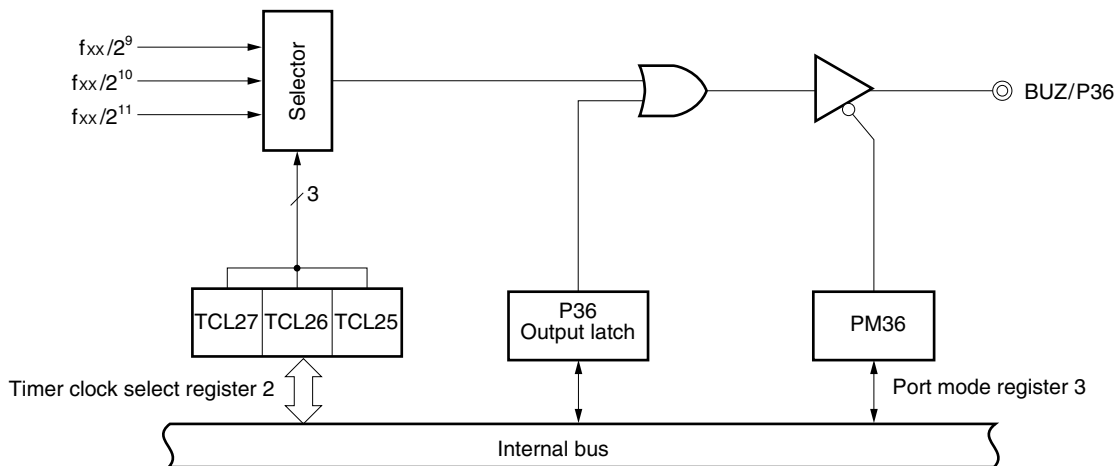 fxx/2⁹
fxx/2¹⁰
fxx/2¹¹
Selector
BUZ/P36
3
TCL27 TCL26 TCL25
P36
Output latch
PM36
Timer clock select register 2
Port mode register 3
Internal bus